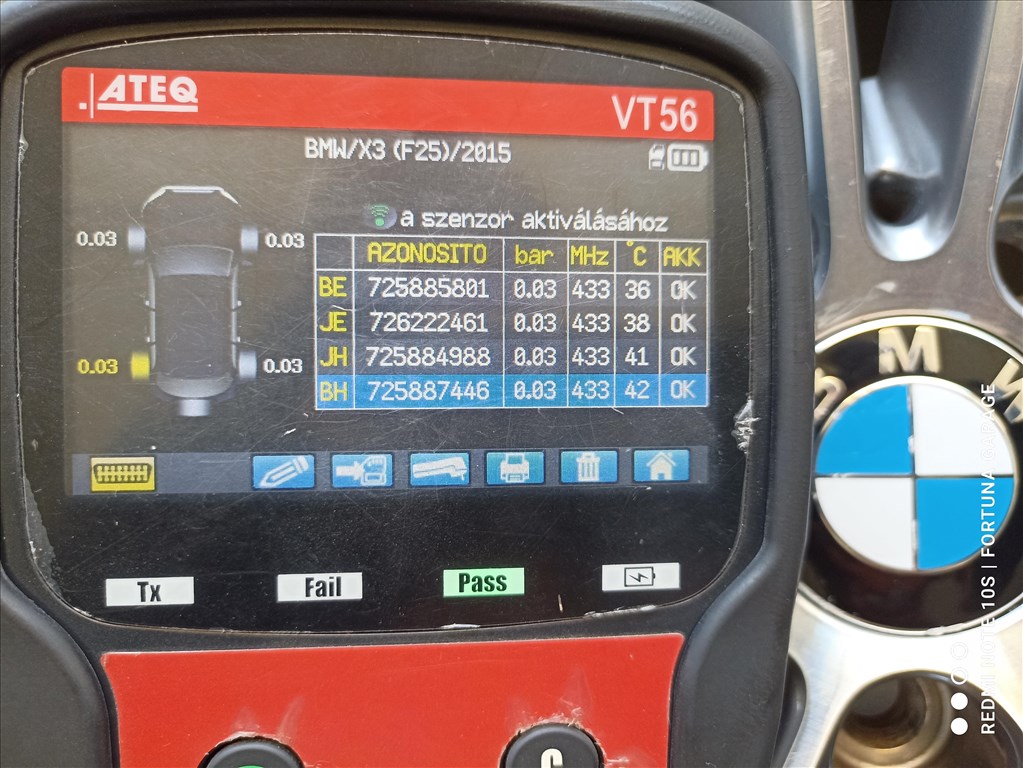 ATEQ
VT56
BMW/X3 (F25)/2015
a szenzor aktiválásához
0.03 0.03
AZONOSITO bar MHz °C AKK
BE 725885801 0.03 433 36 OK
JE 726222461 0.03 433 38 OK
0.03 0.03
JH 725884988 0.03 433 41 OK
BH 725887446 0.03 433 42 OK
Tx Fail Pass
C
M
REDMI NOTE 10S | FORTUNA